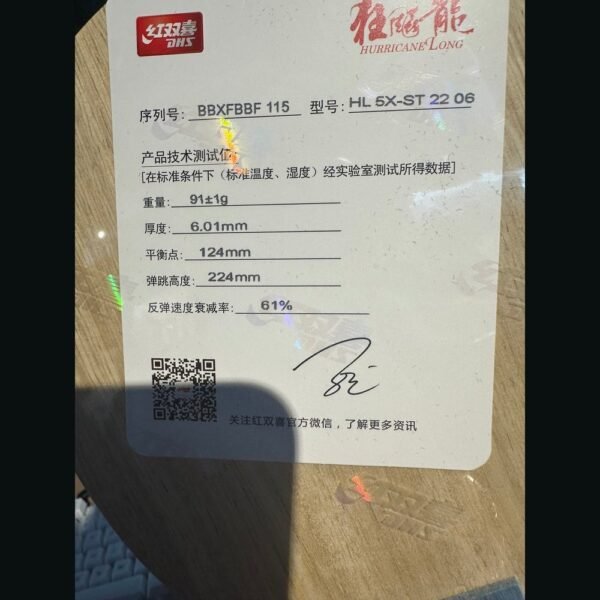 红双喜
DHS
狂飚龍
HURRICANE LONG
序列号: BBXFBBF 115 型号: HL 5X-ST 22 06
产品技术测试值:
[在标准条件下（标准温度、湿度）经实验室测试所得数据]
重量: 91±1g
厚度: 6.01mm
平衡点: 124mm
弹跳高度: 224mm
反弹速度衰减率: 61%
关注红双喜官方微信，了解更多资讯
红双喜
DHS